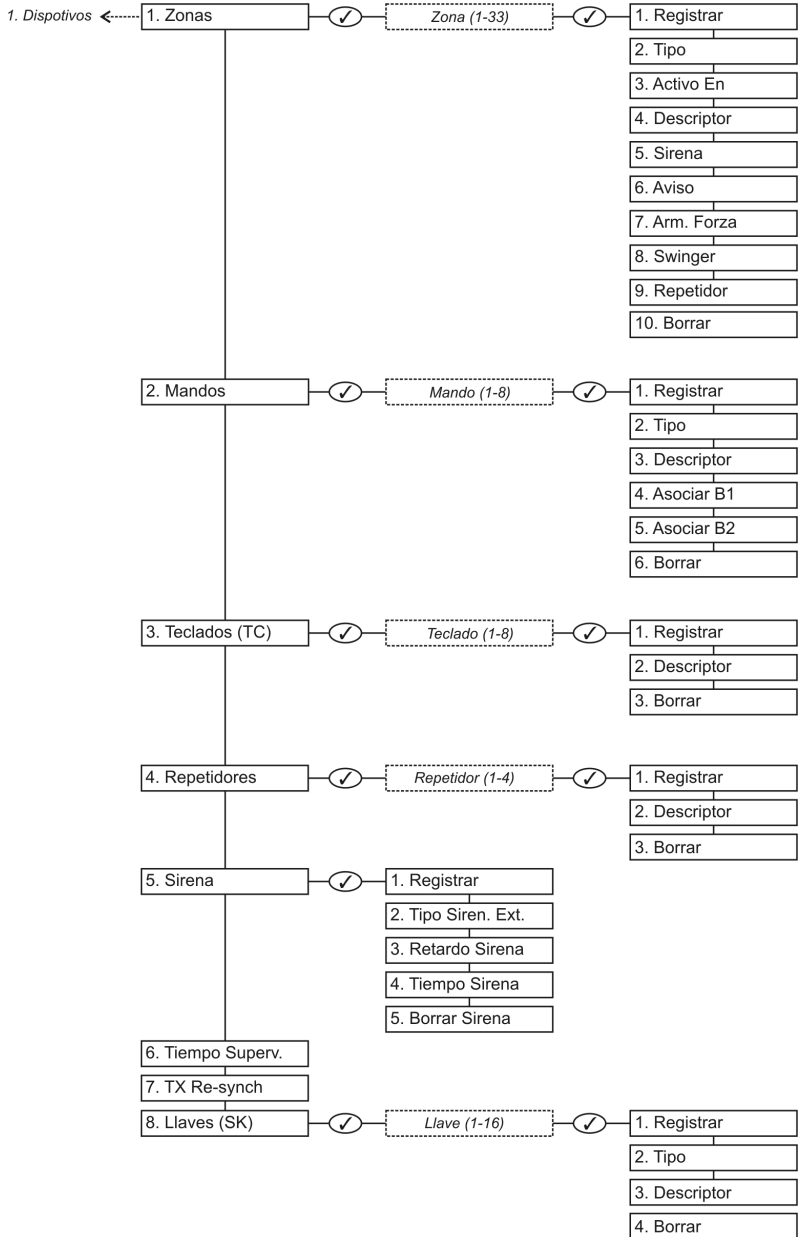 1. Dispotivos
1. Zonas
Zona (1-33)
1. Registrar
2. Tipo
3. Activo En
4. Descriptor
5. Sirena
6. Aviso
7. Arm. Forza
8. Swinger
9. Repetidor
10. Borrar
2. Mandos
Mando (1-8)
1. Registrar
2. Tipo
3. Descriptor
4. Asociar B1
5. Asociar B2
6. Borrar
3. Teclados (TC)
Teclado (1-8)
1. Registrar
2. Descriptor
3. Borrar
4. Repetidores
Repetidor (1-4)
1. Registrar
2. Descriptor
3. Borrar
5. Sirena
1. Registrar
2. Tipo Siren. Ext.
3. Retardo Sirena
4. Tiempo Sirena
5. Borrar Sirena
6. Tiempo Superv.
7. TX Re-synch
8. Llaves (SK)
Llave (1-16)
1. Registrar
2. Tipo
3. Descriptor
4. Borrar